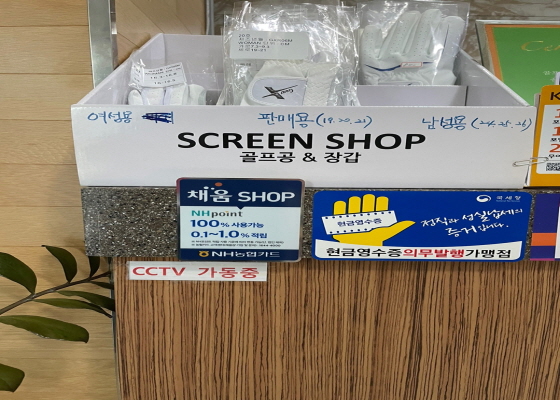 여성용
판매용 (19.20.21)
남성용 (24.25.26)
SCREEN SHOP
골프공 & 장갑
채움 SHOP
NHpoint
100% 사용가능
0.1~1.0% 적립
NH농협카드
국세청
현금영수증
정직과 성실납세의
증거입니다.
현금영수증의무발행가맹점
CCTV 가동중